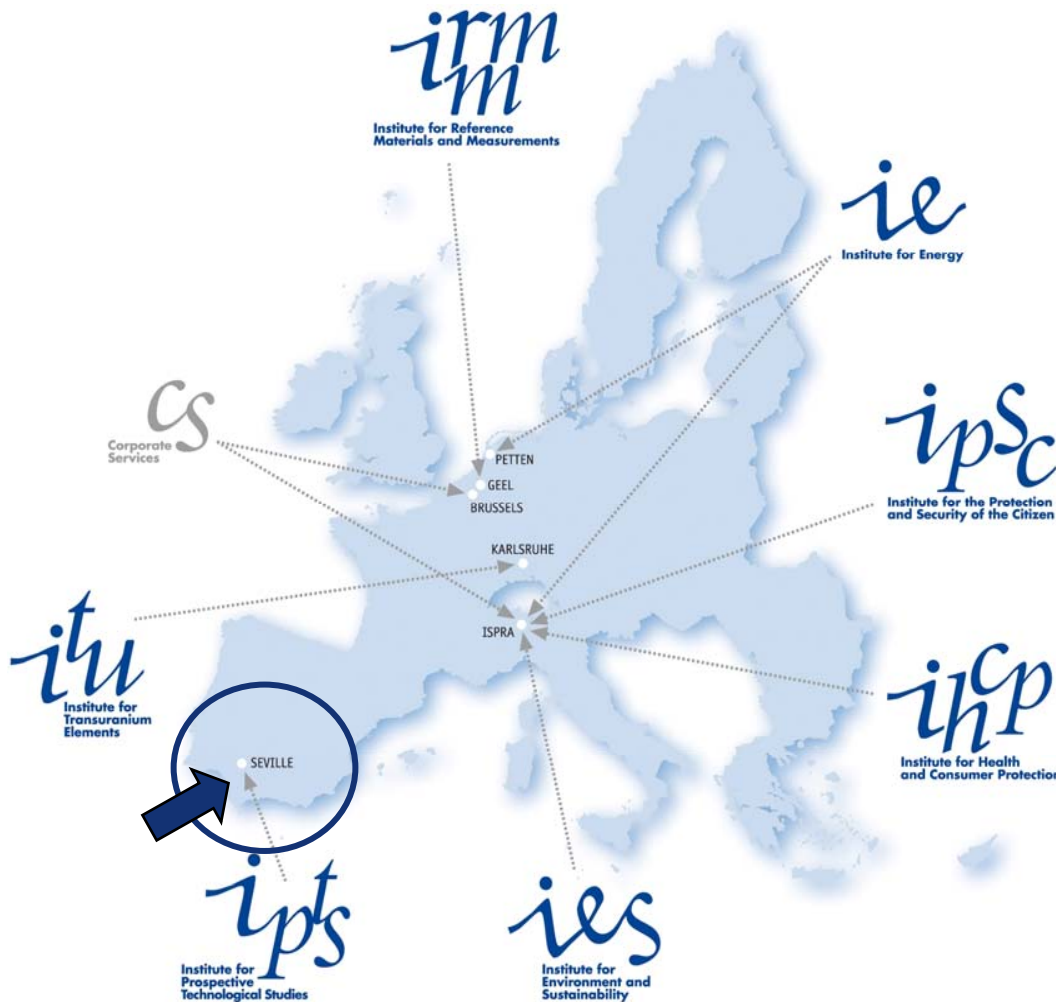 irmm
Institute for Reference
Materials and Measurements
ie
Institute for Energy
cs
Corporate
Services
ipsc
Institute for the Protection
and Security of the Citizen
PETTEN
GEEL
BRUSSELS
KARLSRUHE
ISPRA
itu
Institute for
Transuranium
Elements
ihcp
Institute for Health
and Consumer Protection
SEVILLE
ipts
Institute for
Prospective
Technological Studies
ies
Institute for
Environment and
Sustainability